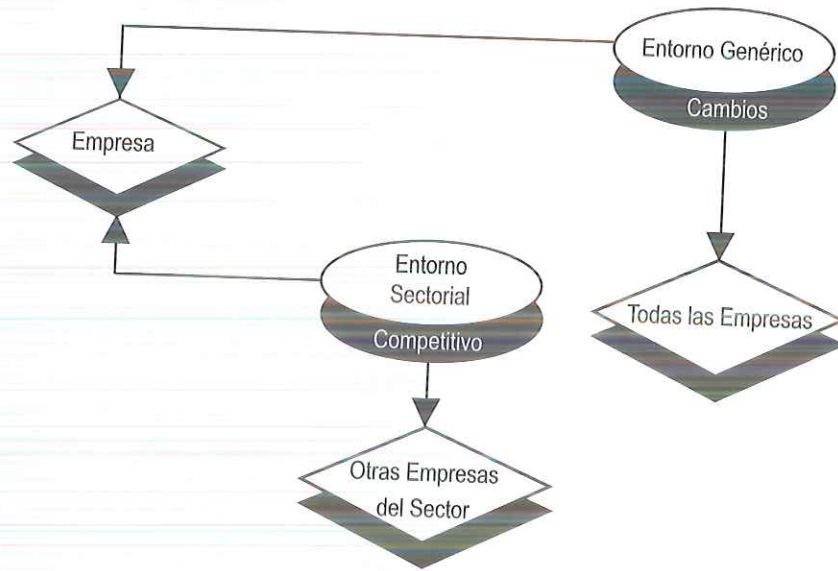 Entorno Genérico
Cambios
Empresa
Entorno
Sectorial
Competitivo
Todas las Empresas
Otras Empresas
del Sector